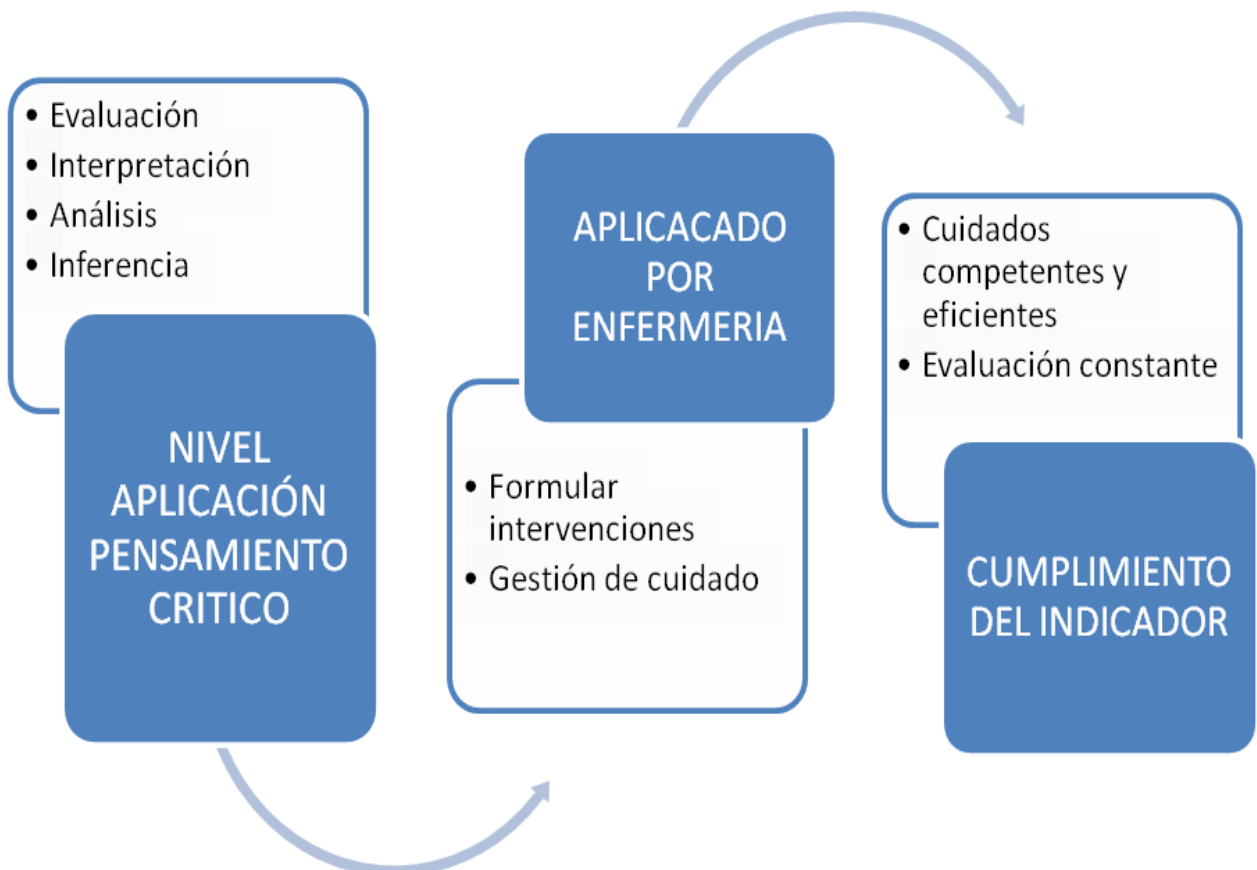 • Evaluación
• Interpretación
• Análisis
• Inferencia
NIVEL
APLICACIÓN
PENSAMIENTO
CRITICO
APLICACADO
POR
ENFERMERIA
• Formular
intervenciones
• Gestión de cuidado
• Cuidados
competentes y
eficientes
• Evaluación constante
CUMPLIMIENTO
DEL INDICADOR